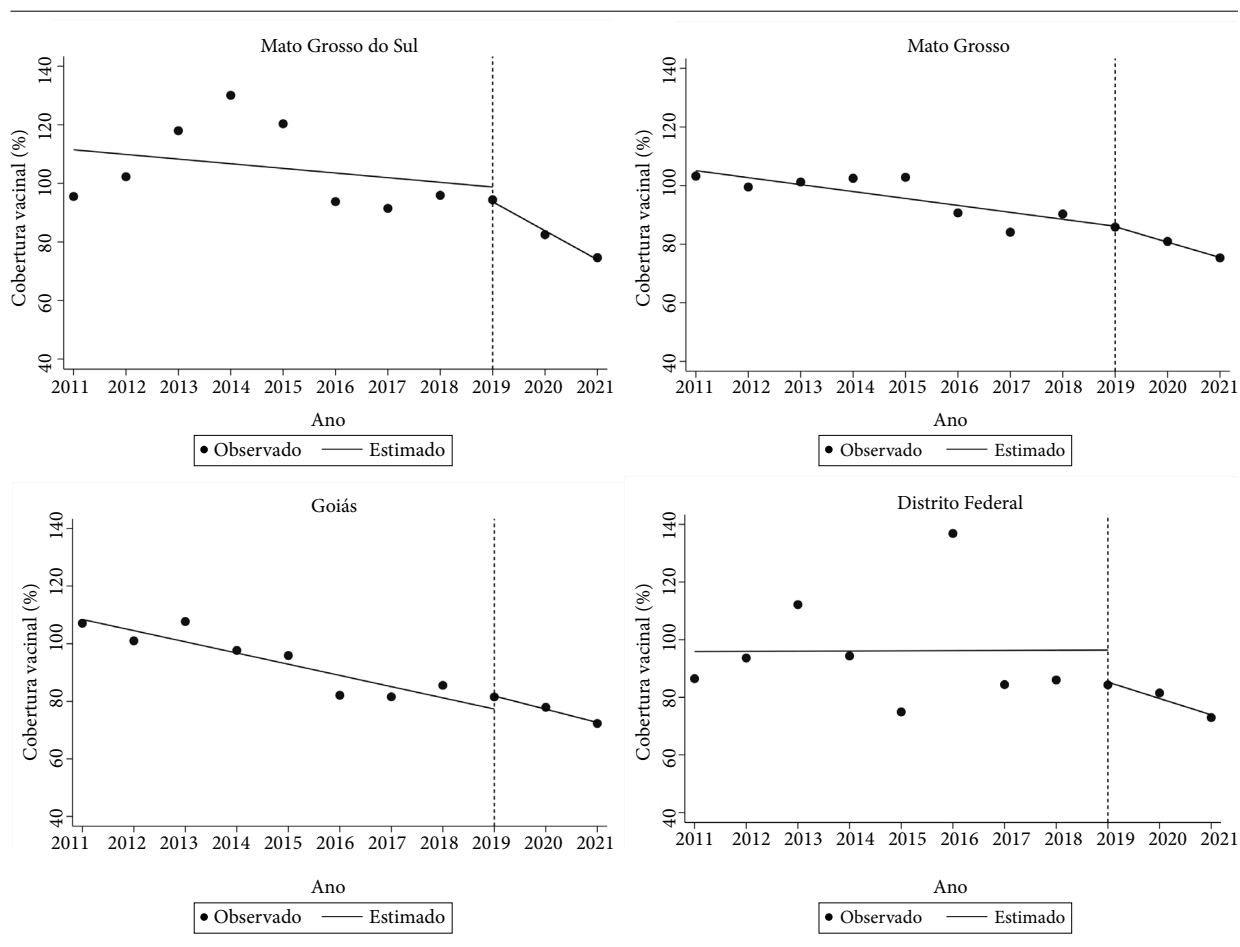 Mato Grosso do Sul
Cobertura vacinal (%)
140
120
100
80
60
40
2011 2012 2013 2014 2015 2016 2017 2018 2019 2020 2021
Ano
Observado Estimado
Mato Grosso
Cobertura vacinal (%)
140
120
100
80
60
40
2011 2012 2013 2014 2015 2016 2017 2018 2019 2020 2021
Ano
Observado Estimado
Goiás
Cobertura vacinal (%)
140
120
100
80
60
40
2011 2012 2013 2014 2015 2016 2017 2018 2019 2020 2021
Ano
Observado Estimado
Distrito Federal
Cobertura vacinal (%)
140
120
100
80
60
40
2011 2012 2013 2014 2015 2016 2017 2018 2019 2020 2021
Ano
Observado Estimado